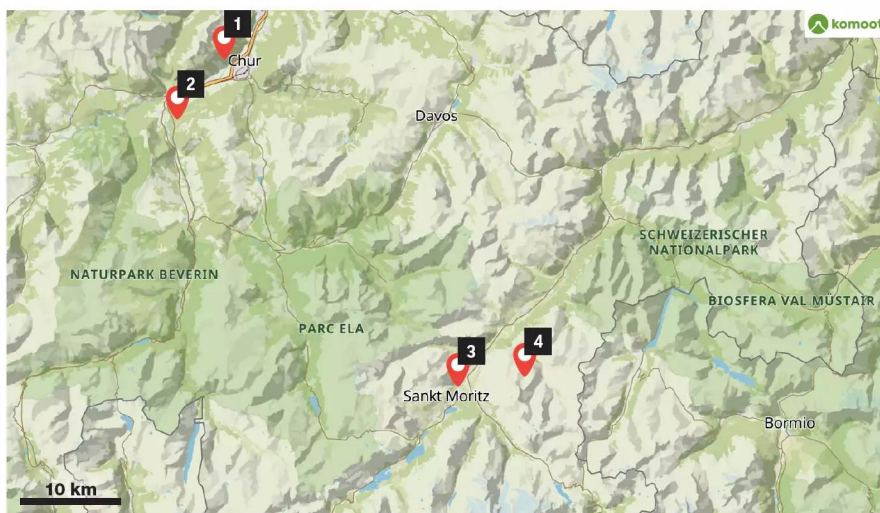 komoot
1
Chur
2
Davos
SCHWEIZERISCHER
NATIONALPARK
NATURPARK BEVERIN
BIOSFERA VAL MÜSTAIR
PARC ELA
3
4
Sankt Moritz
Bormio
10 km